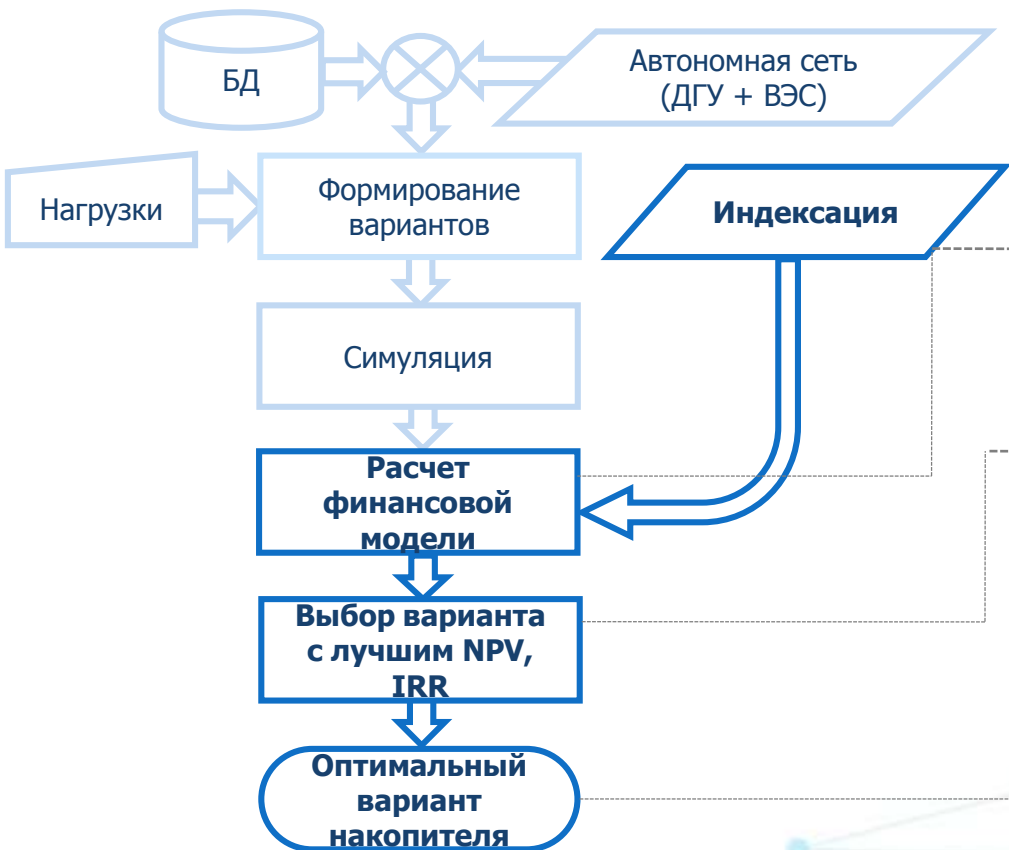 БД
Автономная сеть
(ДГУ + ВЭС)
Нагрузки
Формирование
вариантов
Индексация
Симуляция
Расчет
финансовой
модели
Выбор варианта
с лучшим NPV,
IRR
Оптимальный
вариант
накопителя